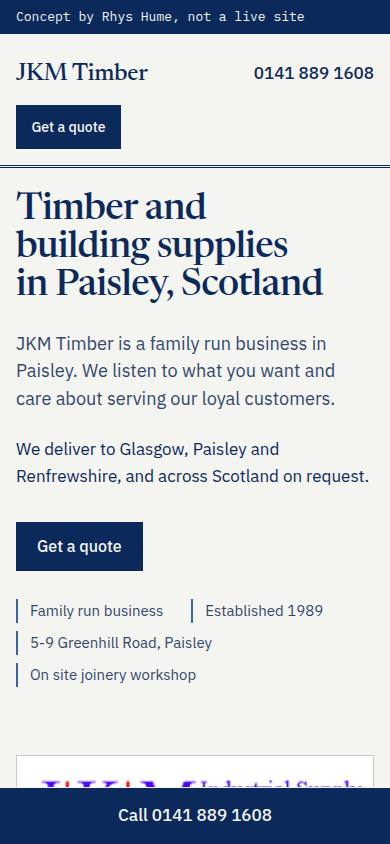 Concept by Rhys Hume, not a live site
JKM Timber
0141 889 1608
Get a quote
Timber and
building supplies
in Paisley, Scotland
JKM Timber is a family run business in
Paisley. We listen to what you want and
care about serving our loyal customers.
We deliver to Glasgow, Paisley and
Renfrewshire, and across Scotland on request.
Get a quote
Family run business
Established 1989
5-9 Greenhill Road, Paisley
On site joinery workshop
JKM Industrial Supply
Call 0141 889 1608